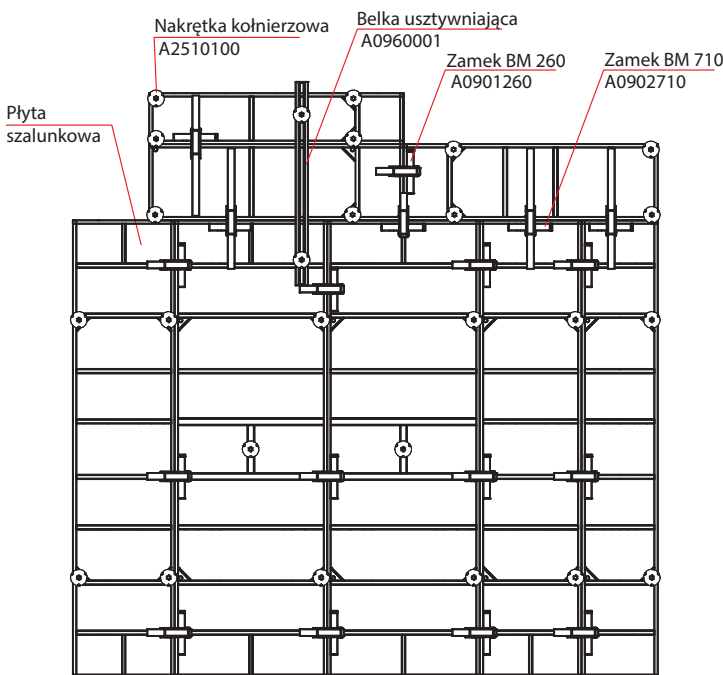 Nakrętka kołnierzowa
A2510100
Belka usztywniająca
A0960001
Zamek BM 260
A0901260
Zamek BM 710
A0902710
Płyta
szalunkowa